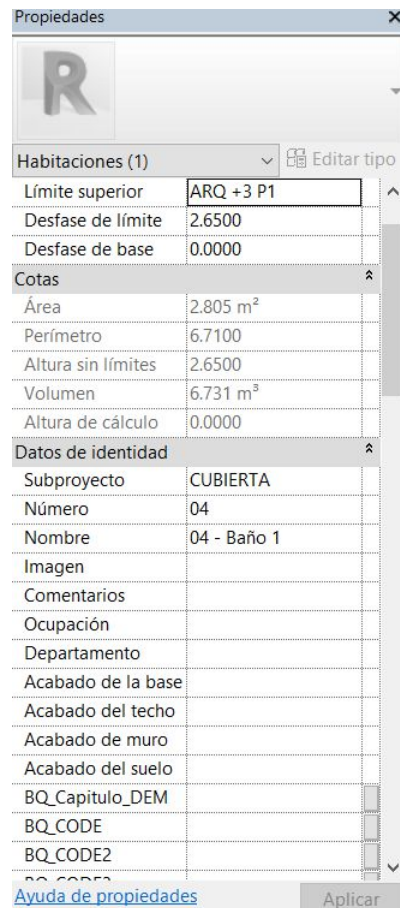 Propiedades
R
Habitaciones (1) Editar tipo
Límite superior ARQ +3 P1
Desfase de límite 2.6500
Desfase de base 0.0000
Cotas
Área 2.805 m²
Perímetro 6.7100
Altura sin límites 2.6500
Volumen 6.731 m³
Altura de cálculo 0.0000
Datos de identidad
Subproyecto CUBIERTA
Número 04
Nombre 04 - Baño 1
Imagen
Comentarios
Ocupación
Departamento
Acabado de la base
Acabado del techo
Acabado de muro
Acabado del suelo
BQ_Capitulo_DEM
BQ_CODE
BQ_CODE2
Ayuda de propiedades Aplicar